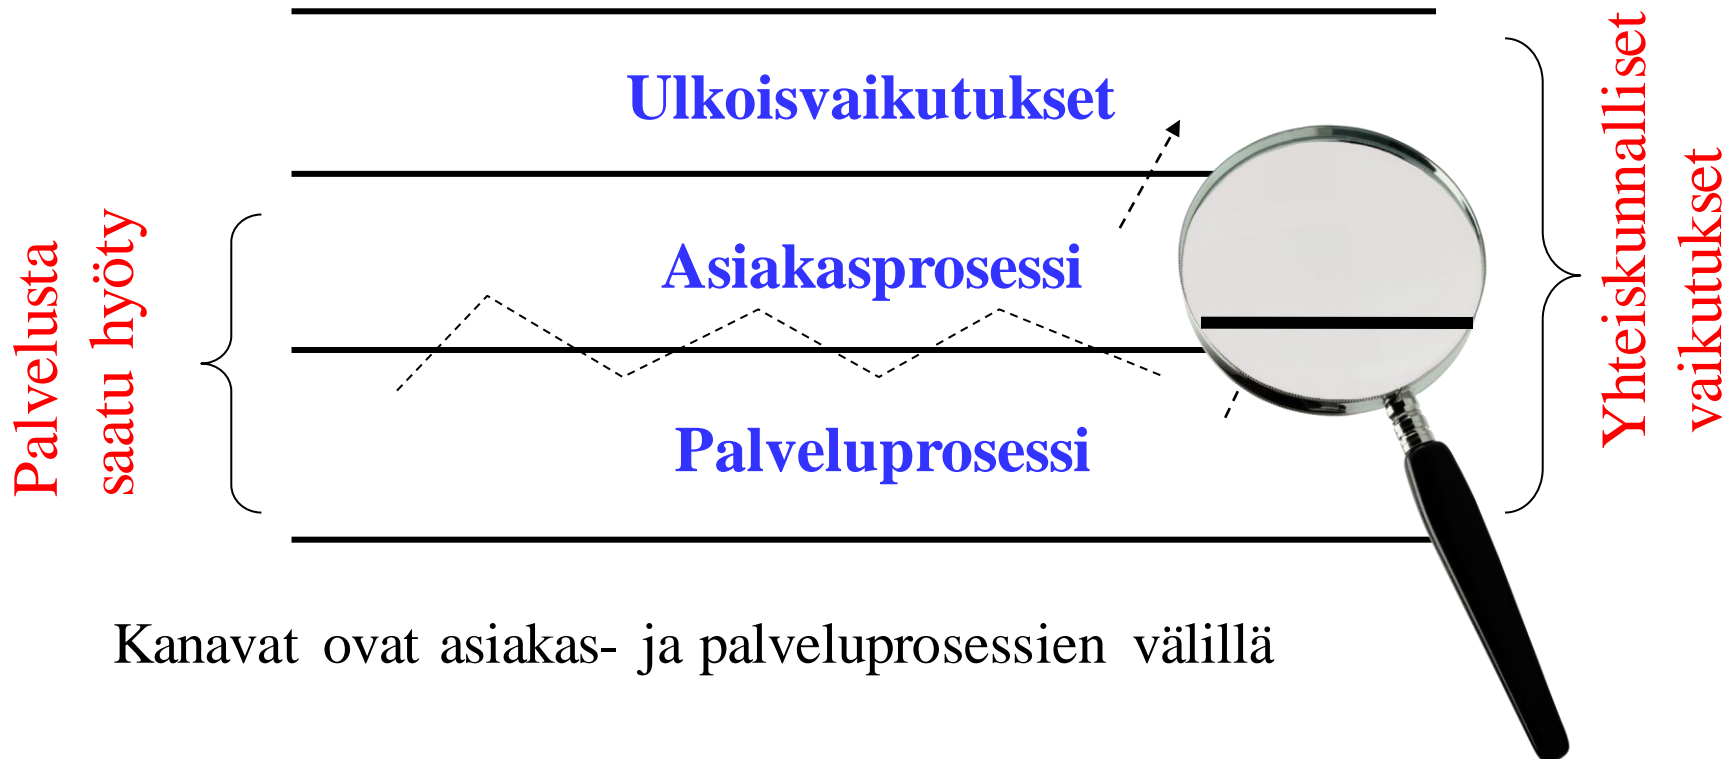 Ulkoisvaikutukset
Asiakasprosessi
Palveluprosessi
Palvelusta
saatu hyöty
Yhteiskunnalliset
vaikutukset
Kanavat ovat asiakas- ja palveluprosessien välillä